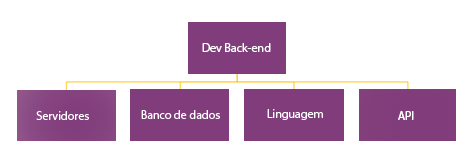 Dev Back-end
Servidores
Banco de dados
Linguagem
API